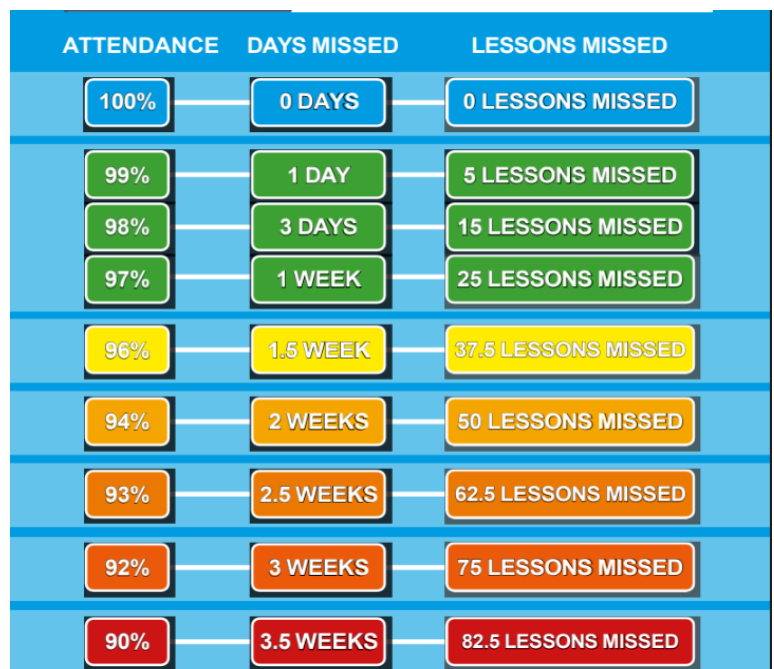 ATTENDANCE DAYS MISSED LESSONS MISSED
100% 0 DAYS 0 LESSONS MISSED
99% 1 DAY 5 LESSONS MISSED
98% 3 DAYS 15 LESSONS MISSED
97% 1 WEEK 25 LESSONS MISSED
96% 1.5 WEEK 37.5 LESSONS MISSED
94% 2 WEEKS 50 LESSONS MISSED
93% 2.5 WEEKS 62.5 LESSONS MISSED
92% 3 WEEKS 75 LESSONS MISSED
90% 3.5 WEEKS 82.5 LESSONS MISSED